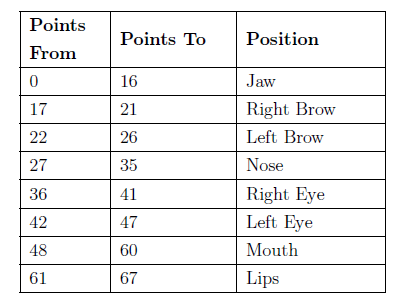 Points From Points To Position
0 16 Jaw
17 21 Right Brow
22 26 Left Brow
27 35 Nose
36 41 Right Eye
42 47 Left Eye
48 60 Mouth
61 67 Lips